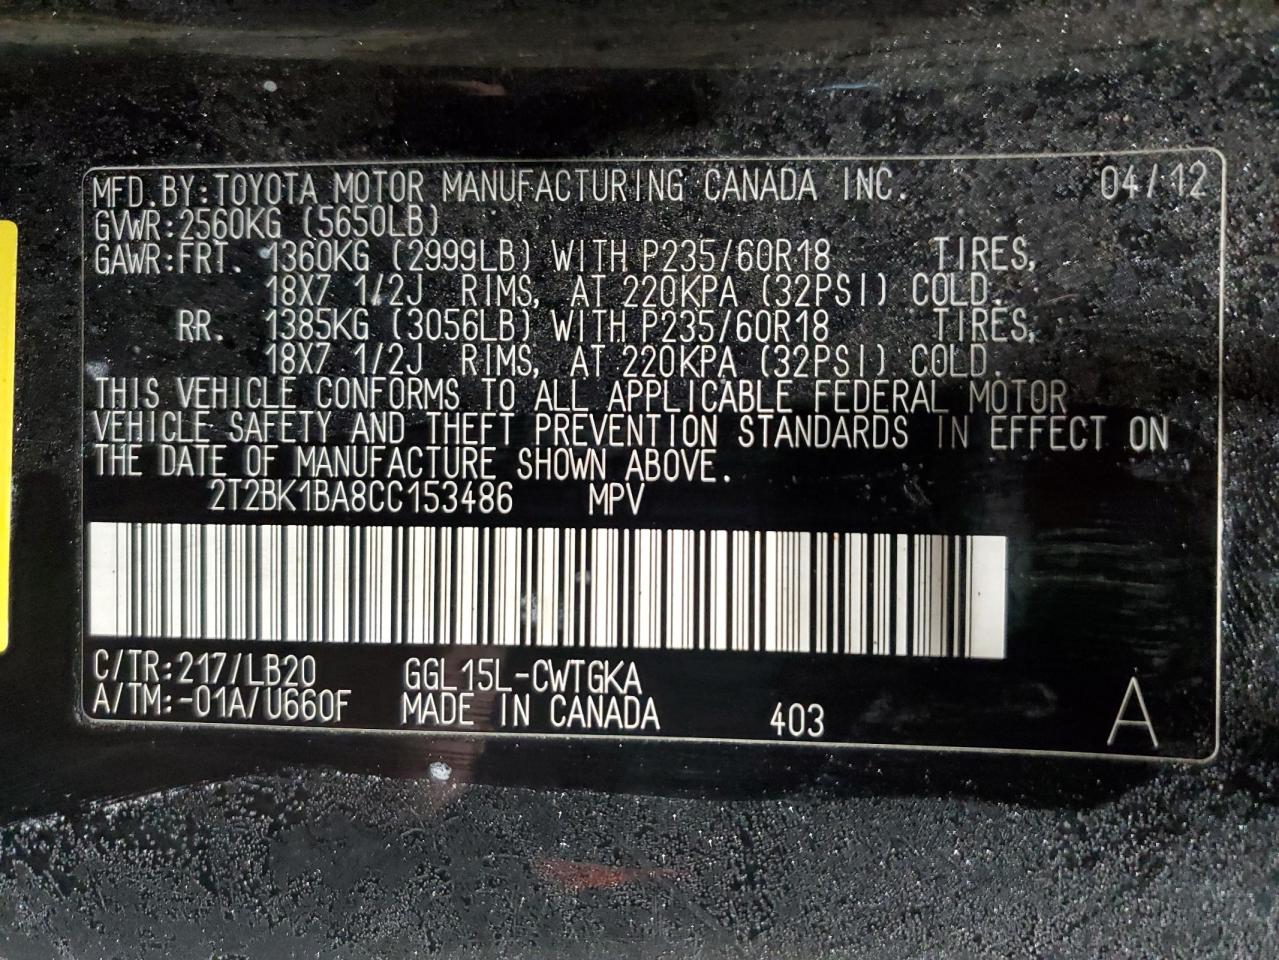 MFD.BY:TOYOTA MOTOR MANUFACTURING CANADA INC. 04/12
GVWR:2560KG (5650LB)
GAWR:FRT. 1360KG (2999LB) WITH P235/60R18 TIRES,
18X7 1/2J RIMS, AT 220KPA (32PSI) COLD.
RR. 1385KG (3056LB) WITH P235/60R18 TIRES,
18X7 1/2J RIMS, AT 220KPA (32PSI) COLD.
THIS VEHICLE CONFORMS TO ALL APPLICABLE FEDERAL MOTOR
VEHICLE SAFETY AND THEFT PREVENTION STANDARDS IN EFFECT ON
THE DATE OF MANUFACTURE SHOWN ABOVE.
2T2BK1BA8CC153486 MPV
C/TR:217/LB20 GGL15L-CWTGKA
A/TM:-01A/U660F MADE IN CANADA 403 A